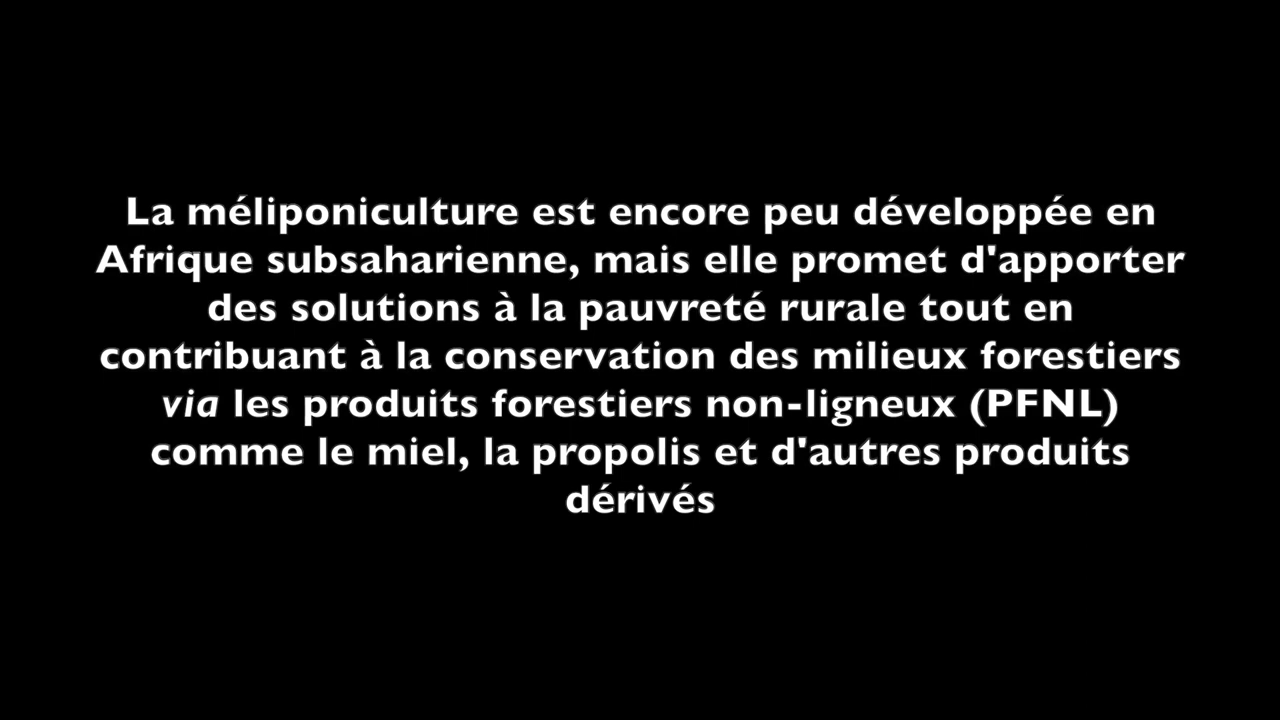 La méliponiculture est encore peu développée en
Afrique subsaharienne, mais elle promet d'apporter
des solutions à la pauvreté rurale tout en
contribuant à la conservation des milieux forestiers
via les produits forestiers non-ligneux (PFNL)
comme le miel, la propolis et d'autres produits
dérivés